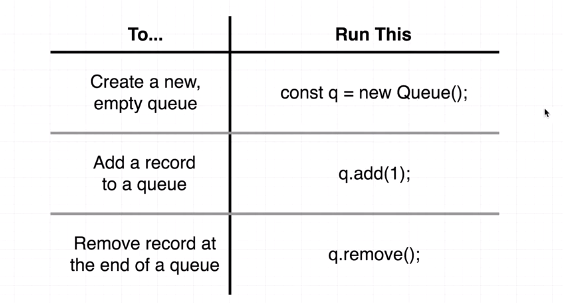 To...
Run This
Create a new,
empty queue
const q = new Queue();
Add a record
to a queue
q.add(1);
Remove record at
the end of a queue
q.remove();